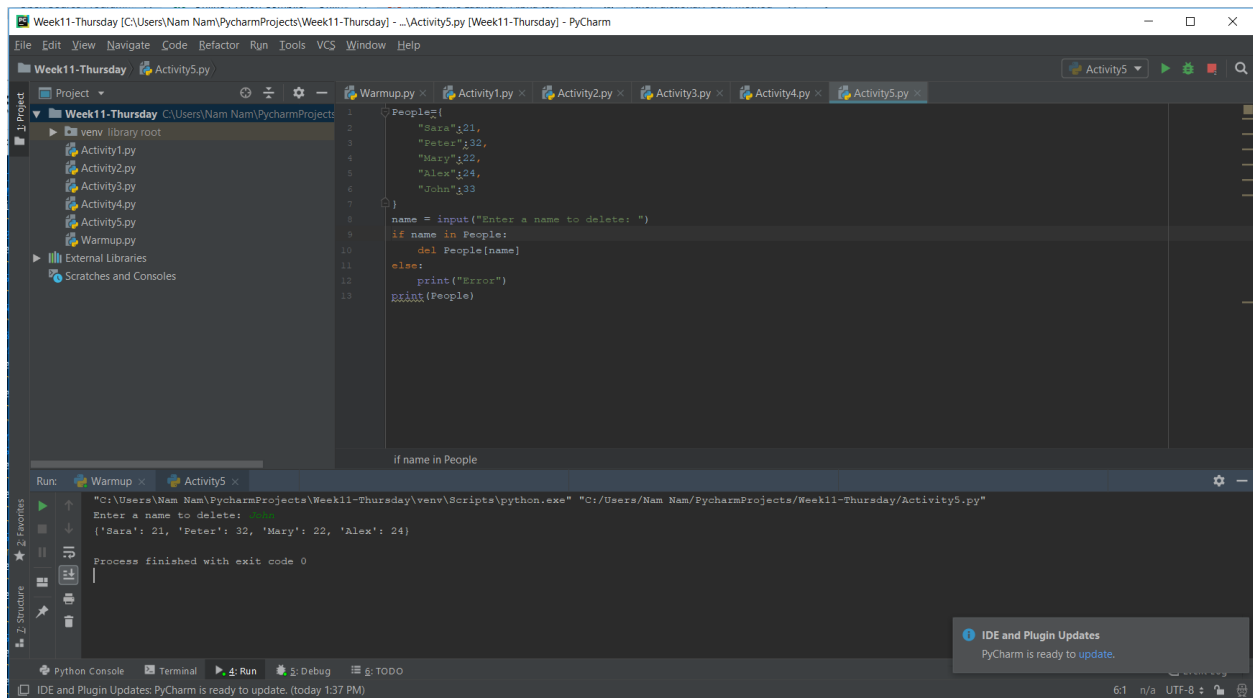 Week11-Thursday [C:\Users\Nam Nam\PycharmProjects\Week11-Thursday] - ...\Activity5.py [Week11-Thursday] - PyCharm
File Edit View Navigate Code Refactor Run Tools VCS Window Help
Week11-Thursday Activity5.py Activity5
1: Project
Project
Warmup.py Activity1.py Activity2.py Activity3.py Activity4.py Activity5.py
Week11-Thursday C:\Users\Nam Nam\PycharmProjects
venv library root
Activity1.py
Activity2.py
Activity3.py
Activity4.py
Activity5.py
Warmup.py
External Libraries
Scratches and Consoles
1 People={
2 "Sara":21,
3 "Peter":32,
4 "Mary":22,
5 "Alex":24,
6 "John":33
7 }
8 name = input("Enter a name to delete: ")
9 if name in People:
10 del People[name]
11 else:
12 print("Error")
13 print(People)
if name in People
Run: Warmup Activity5
"C:\Users\Nam Nam\PycharmProjects\Week11-Thursday\venv\Scripts\python.exe" "C:/Users/Nam Nam/PycharmProjects/Week11-Thursday/Activity5.py"
Enter a name to delete: John
{'Sara': 21, 'Peter': 32, 'Mary': 22, 'Alex': 24}
Process finished with exit code 0
2: Favorites
7: Structure
IDE and Plugin Updates
PyCharm is ready to update.
Python Console Terminal 4: Run 5: Debug 6: TODO
IDE and Plugin Updates: PyCharm is ready to update. (today 1:37 PM) 6:1 n/a UTF-8